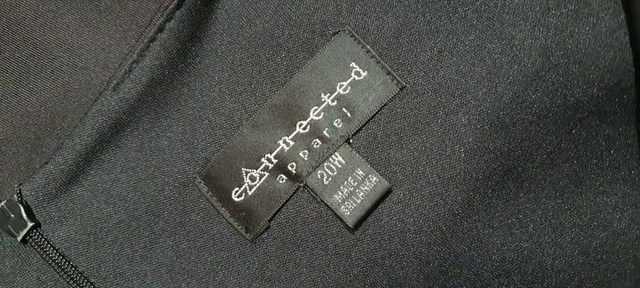 connected
apparel
20W
MADE IN
SRI LANKA